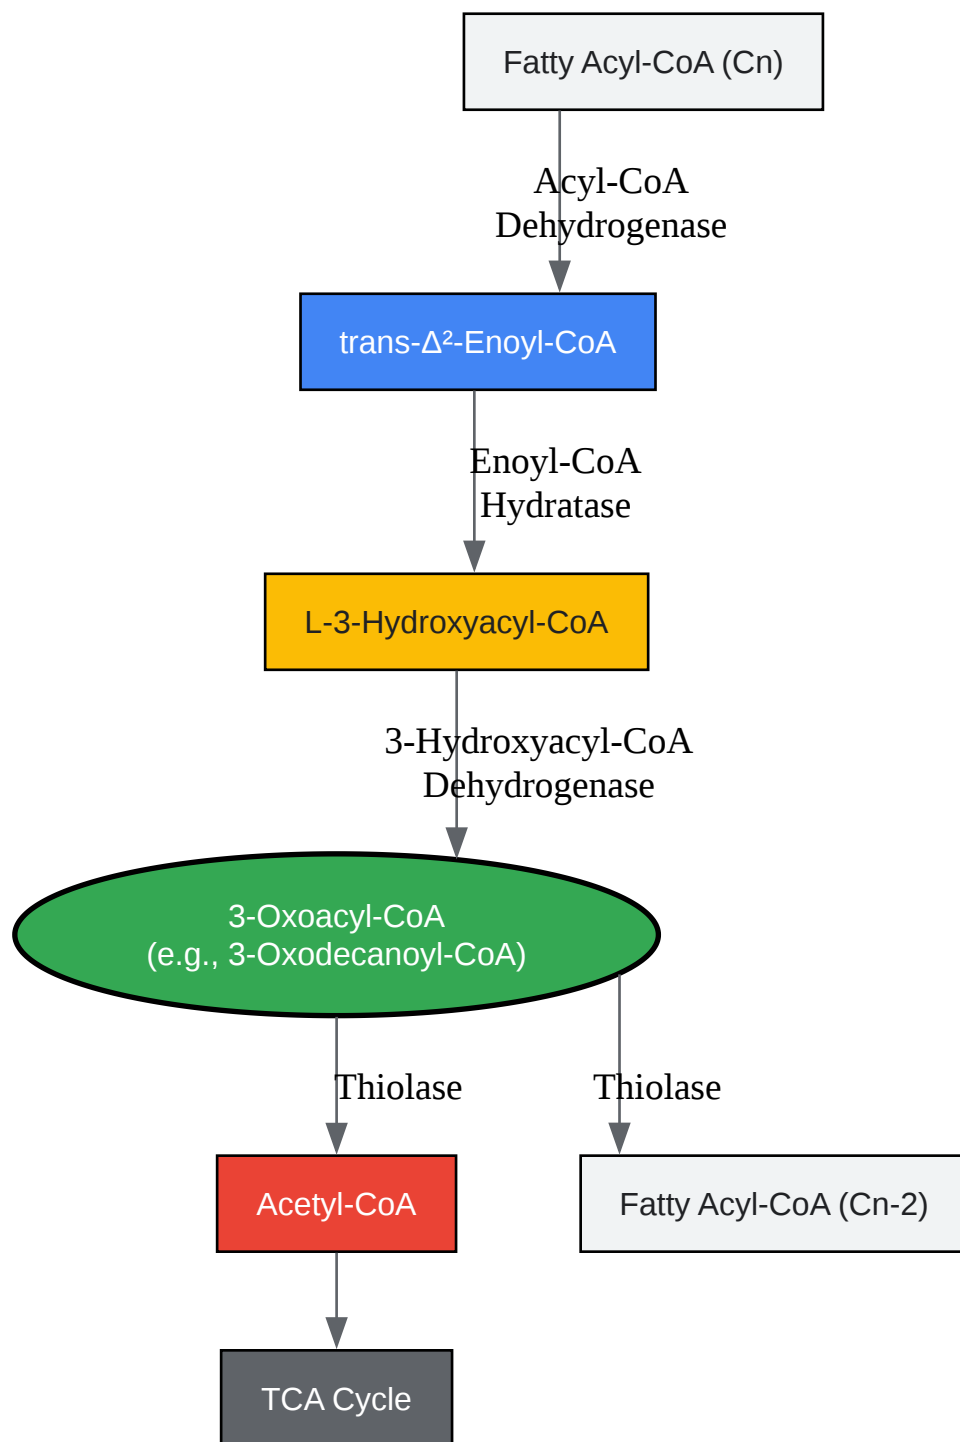 Fatty Acyl-CoA (Cn)
Acyl-CoA
Dehydrogenase
trans-Δ²-Enoyl-CoA
Enoyl-CoA
Hydratase
L-3-Hydroxyacyl-CoA
3-Hydroxyacyl-CoA
Dehydrogenase
3-Oxoacyl-CoA
(e.g., 3-Oxodecanoyl-CoA)
Thiolase
Thiolase
Acetyl-CoA
Fatty Acyl-CoA (Cn-2)
TCA Cycle